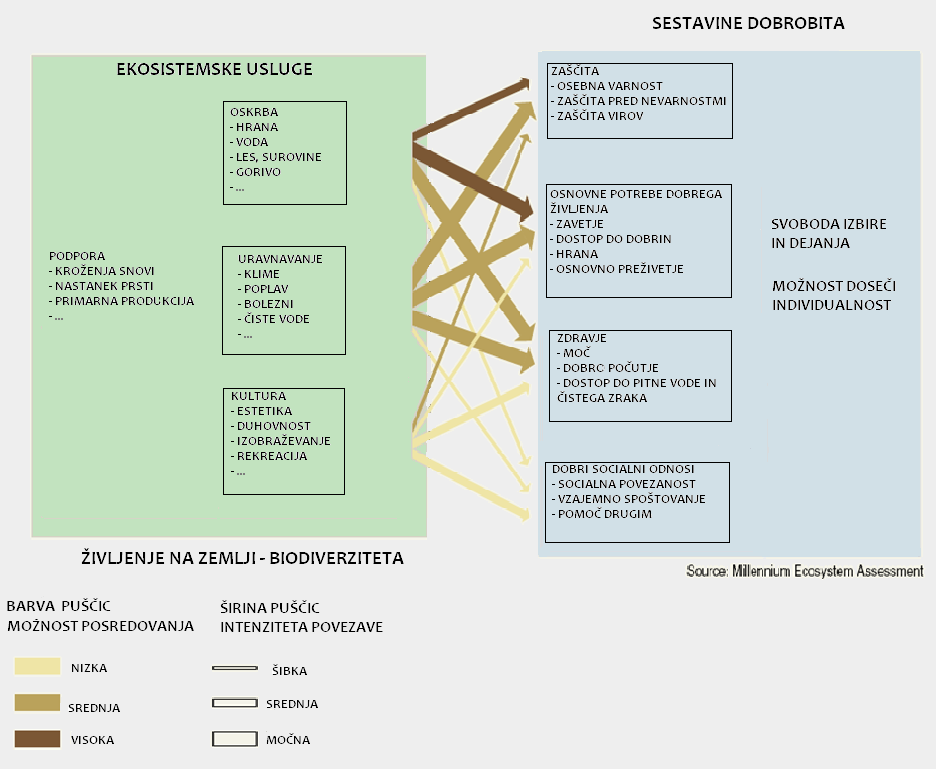 SESTAVINE DOBROBITA
EKOSISTEMSKE USLUGE
OSKRBA
- HRANA
- VODA
- LES, SUROVINE
- GORIVO
- ...
PODPORA
- KROŽENJA SNOVI
- NASTANEK PRSTI
- PRIMARNA PRODUKCIJA
- ...
URAVNAVANJE
- KLIME
- POPLAV
- BOLEZNI
- ČISTE VODE
- ...
KULTURA
- ESTETIKA
- DUHOVNOST
- IZOBRAŽEVANJE
- REKREACIJA
- ...
ZAŠČITA
- OSEBNA VARNOST
- ZAŠČITA PRED NEVARNOSTMI
- ZAŠČITA VIROV
OSNOVNE POTREBE DOBREGA
ŽIVLJENJA
- ZAVETJE
- DOSTOP DO DOBRIN
- HRANA
- OSNOVNO PREŽIVETJE
ZDRAVJE
- MOČ
- DOBRO POČUTJE
- DOSTOP DO PITNE VODE IN
ČISTEGA ZRAKA
DOBRI SOCIALNI ODNOSI
- SOCIALNA POVEZANOST
- VZAJEMNO SPOŠTOVANJE
- POMOČ DRUGIM
SVOBODA IZBIRE
IN DEJANJA
MOŽNOST DOSEČI
INDIVIDUALNOST
ŽIVLJENJE NA ZEMLJI - BIODIVERZITETA
Source: Millennium Ecosystem Assessment
BARVA PUŠČIC
MOŽNOST POSREDOVANJA
NIZKA
SREDNJA
VISOKA
ŠIRINA PUŠČIC
INTENZITETA POVEZAVE
ŠIBKA
SREDNJA
MOČNA